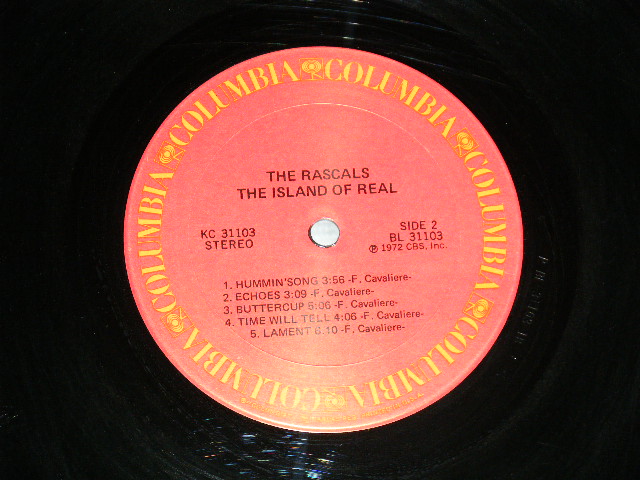 COLUMBIA COLUMBIA COLUMBIA COLUMBIA COLUMBIA COLUMBIA
THE RASCALS
THE ISLAND OF REAL
KC 31103
STEREO
SIDE 2
BL 31103
℗ 1972 CBS, Inc.
1. HUMMIN'SONG 3:56 -F. Cavaliere-
2. ECHOES 3:09 -F. Cavaliere-
3. BUTTERCUP 5:06 -F. Cavaliere-
4. TIME WILL TELL 4:06 -F. Cavaliere-
5. LAMENT 6:10 -F. Cavaliere-